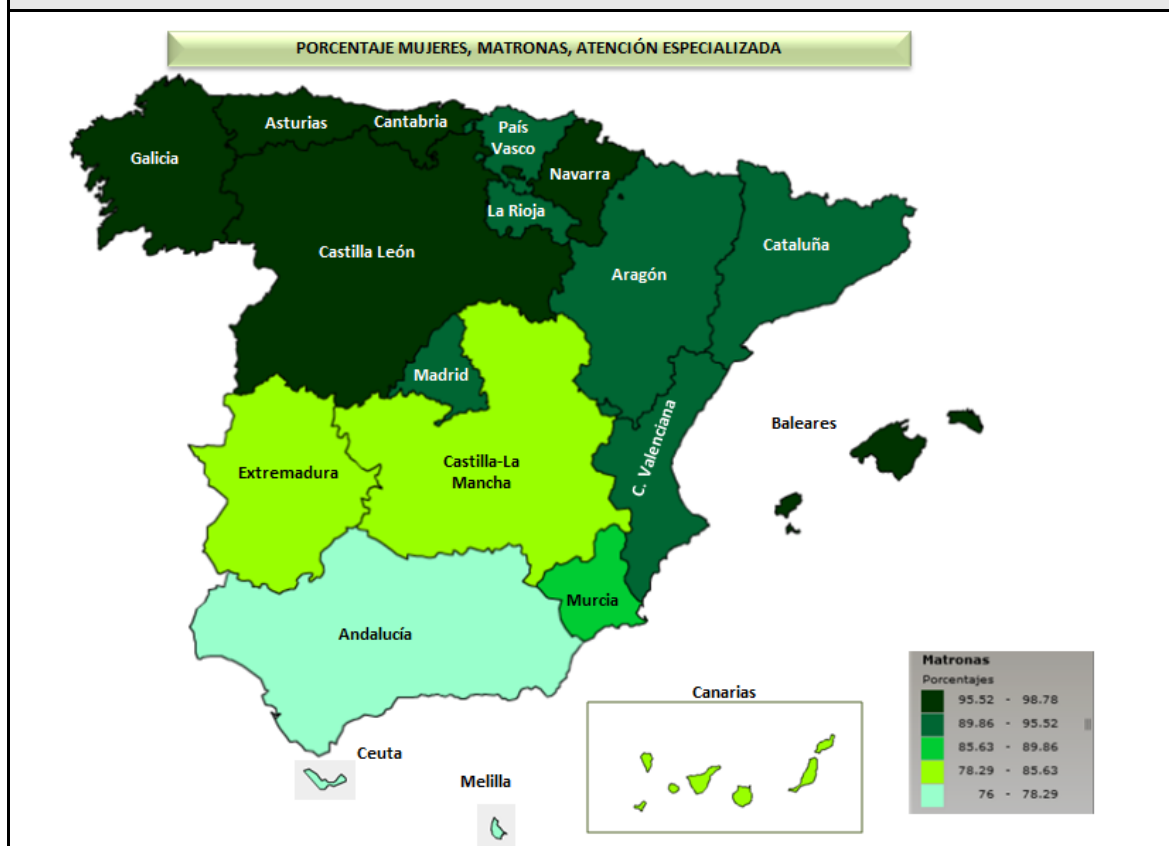 PORCENTAJE MUJERES, MATRONAS, ATENCIÓN ESPECIALIZADA
Galicia
Asturias
Cantabria
País
Vasco
Navarra
La Rioja
Castilla León
Aragón
Cataluña
Madrid
C. Valenciana
Baleares
Extremadura
Castilla-La
Mancha
Murcia
Andalucía
Canarias
Ceuta
Melilla
Matronas
Porcentajes
95.52 - 98.78
89.86 - 95.52
85.63 - 89.86
78.29 - 85.63
76 - 78.29